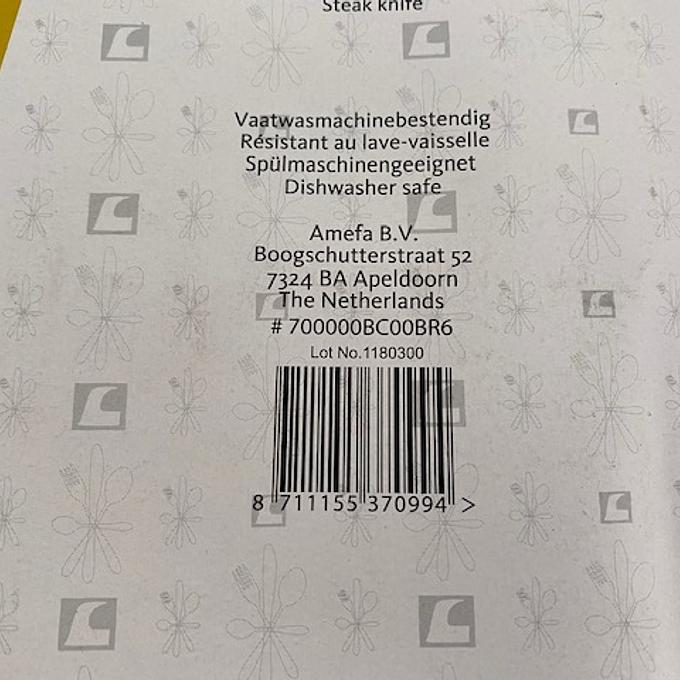 Steak knife
Vaatwasmachinebestendig
Résistant au lave-vaisselle
Spülmaschinengeeignet
Dishwasher safe
Amefa B.V.
Boogschutterstraat 52
7324 BA Apeldoorn
The Netherlands
# 700000BC00BR6
Lot No.1180300
8 711155 370994 >